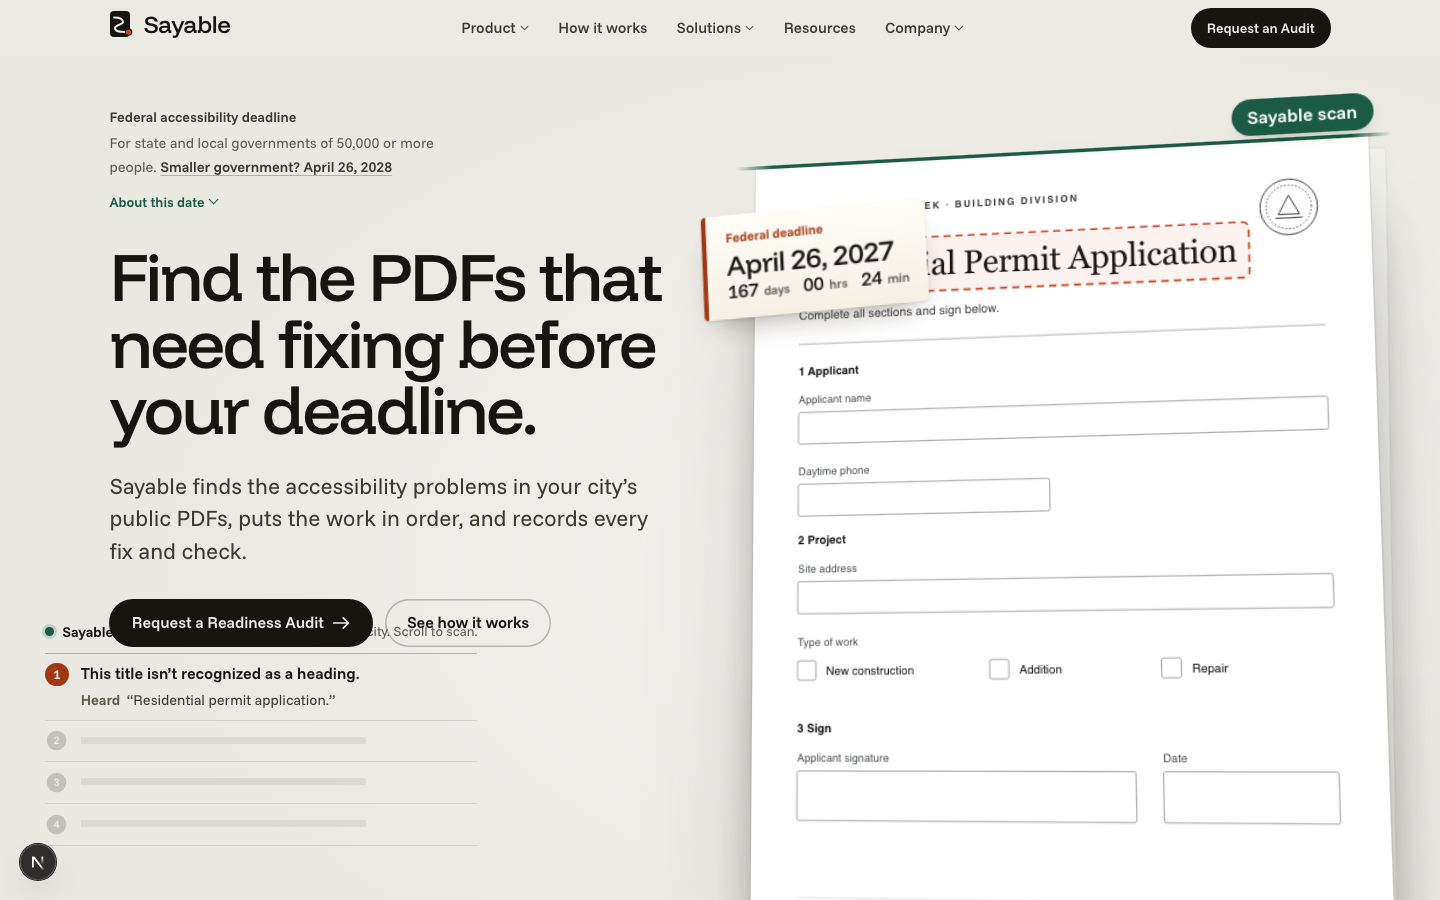 Sayable
Product
How it works
Solutions
Resources
Company
Request an Audit
Federal accessibility deadline
For state and local governments of 50,000 or more
people. Smaller government? April 26, 2028
About this date
Find the PDFs that
need fixing before
your deadline.
Sayable finds the accessibility problems in your city’s
public PDFs, puts the work in order, and records every
fix and check.
Request a Readiness Audit →
See how it works
Sayable
city. Scroll to scan.
1 This title isn’t recognized as a heading.
Heard “Residential permit application.”
2
3
4
N
Sayable scan
EK · BUILDING DIVISION
Federal deadline
April 26, 2027
167 days 00 hrs 24 min
ial Permit Application
Complete all sections and sign below.
1 Applicant
Applicant name
Daytime phone
2 Project
Site address
Type of work
New construction
Addition
Repair
3 Sign
Applicant signature
Date